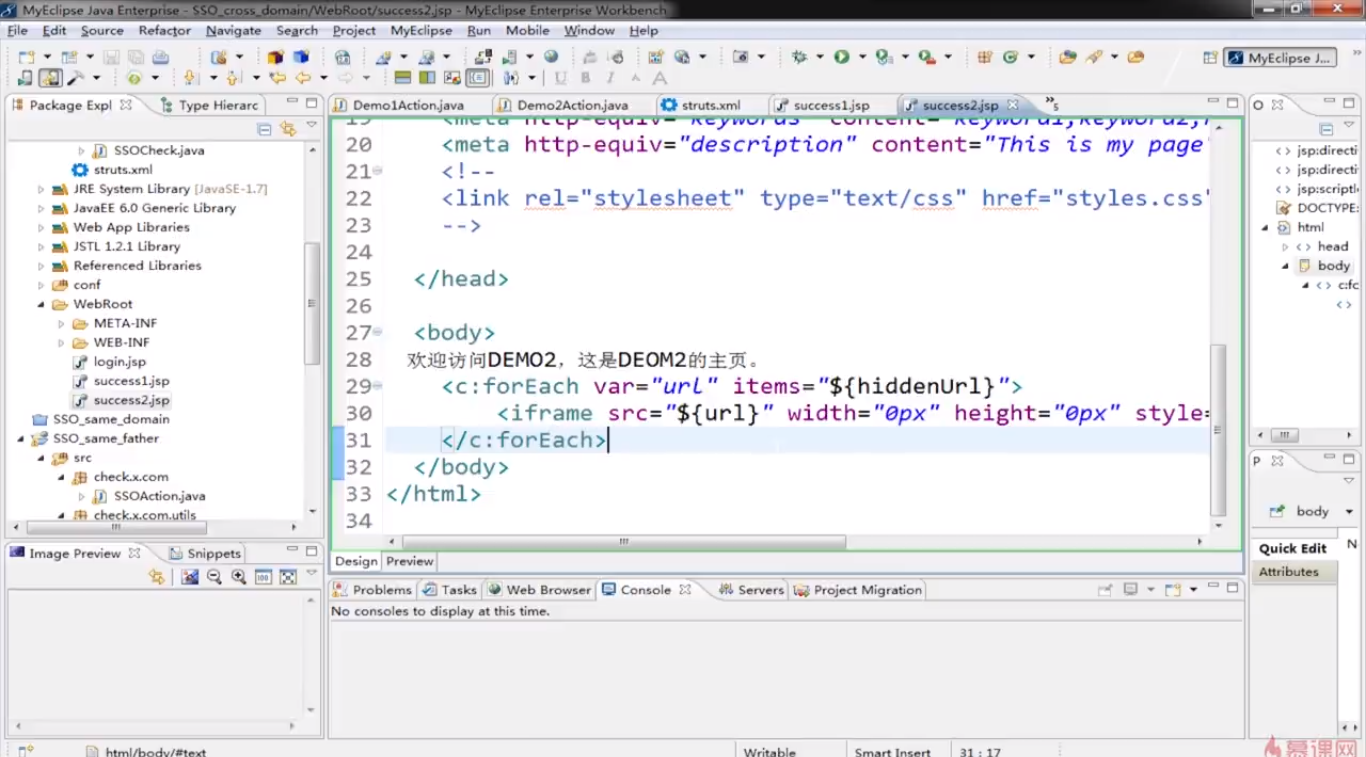 MyEclipse Java Enterprise - SSO_cross_domain/WebRoot/success2.jsp - MyEclipse Enterprise Workbench
File Edit Source Refactor Navigate Search Project MyEclipse Run Mobile Window Help
MyEclipse J...
Package Expl Type Hierarc
SSOCheck.java
struts.xml
JRE System Library [JavaSE-1.7]
JavaEE 6.0 Generic Library
Web App Libraries
JSTL 1.2.1 Library
Referenced Libraries
conf
WebRoot
META-INF
WEB-INF
login.jsp
success1.jsp
success2.jsp
SSO_same_domain
SSO_same_father
src
check.x.com
SSOAction.java
check.x.com.utils
Image Preview Snippets
Demo1Action.java Demo2Action.java struts.xml success1.jsp success2.jsp »5
19 <meta http-equiv="keywords" content="keyword1,keyword2,
20 <meta http-equiv="description" content="This is my page"
21 <!--
22 <link rel="stylesheet" type="text/css" href="styles.css"
23 -->
24
25 </head>
26
27 <body>
28 欢迎访问DEMO2，这是DEOM2的主页。
29 <c:forEach var="url" items="${hiddenUrl}">
30 <iframe src="${url}" width="0px" height="0px" style=
31 </c:forEach>
32 </body>
33 </html>
34
Design Preview
Problems Tasks Web Browser Console Servers Project Migration
No consoles to display at this time.
O
jsp:directi
jsp:directi
jsp:scriptle
DOCTYPE:
html
head
body
c:fc
P
body
Quick Edit
Attributes
N
html/body/#text
Writable Smart Insert 31 : 17
慕课网